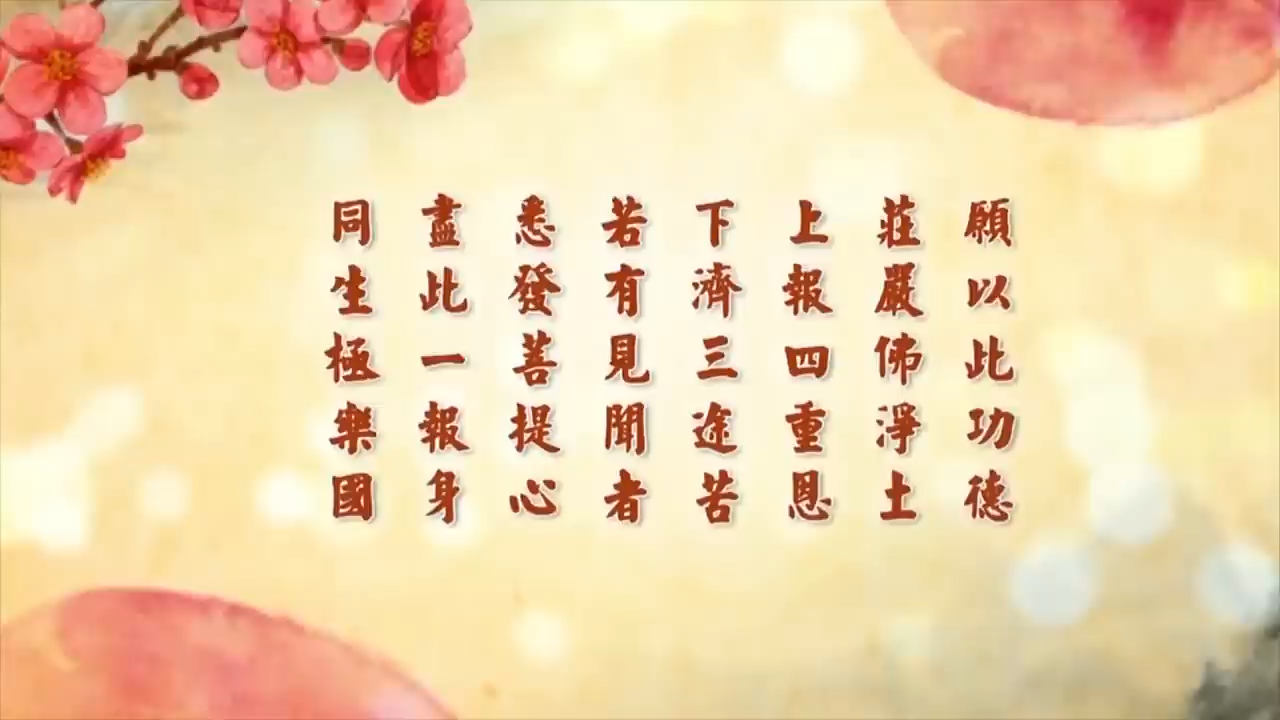 願以此功德
莊嚴佛淨土
上報四重恩
下濟三途苦
若有見聞者
悉發菩提心
盡此一報身
同生極樂國